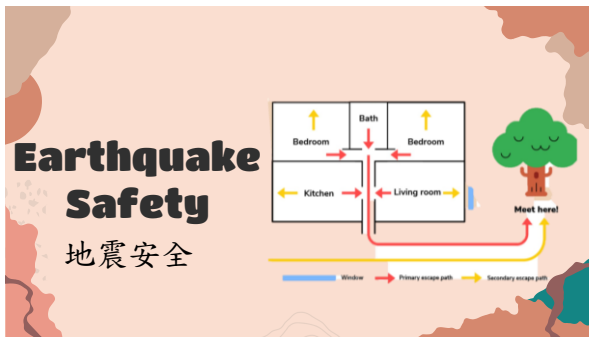 Earthquake
Safety
地震安全
Bath
Bedroom
Bedroom
Kitchen
Living room
Meet here!
Window
Primary escape path
Secondary escape path